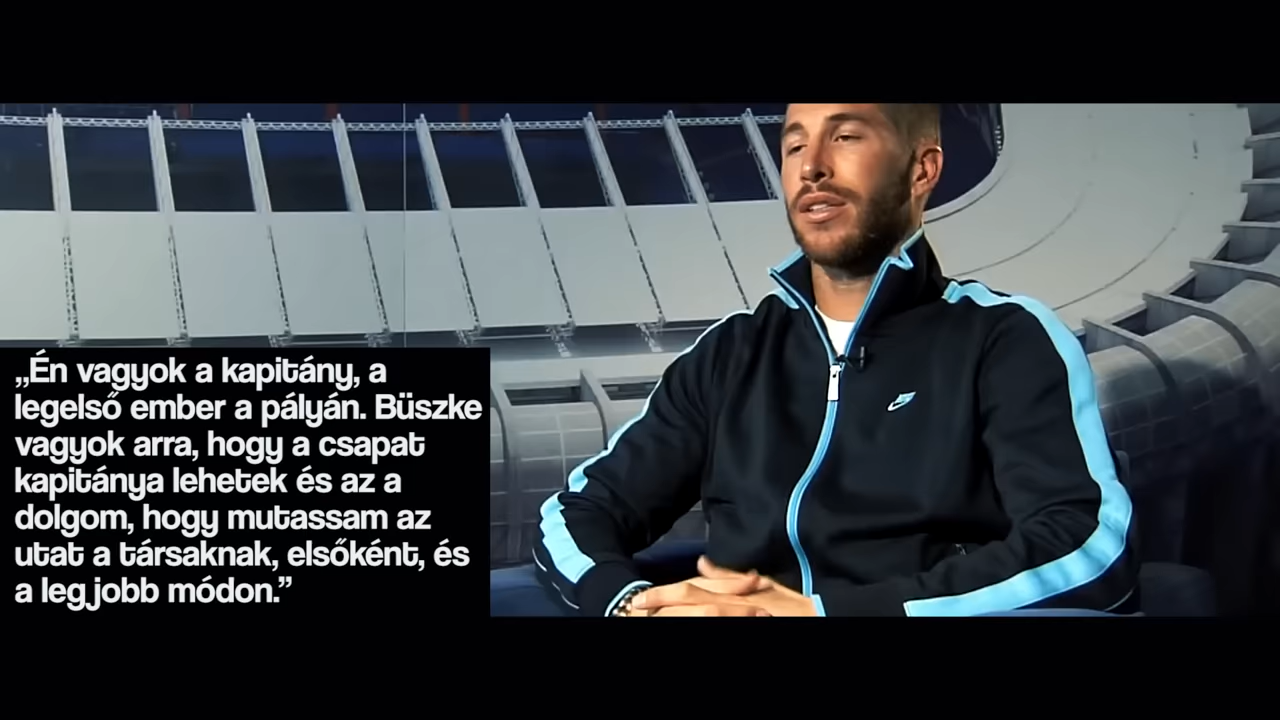 „Én vagyok a kapitány, a
legelső ember a pályán. Büszke
vagyok arra, hogy a csapat
kapitánya lehetek és az a
dolgom, hogy mutassam az
utat a társaknak, elsőként, és
a legjobb módon.”